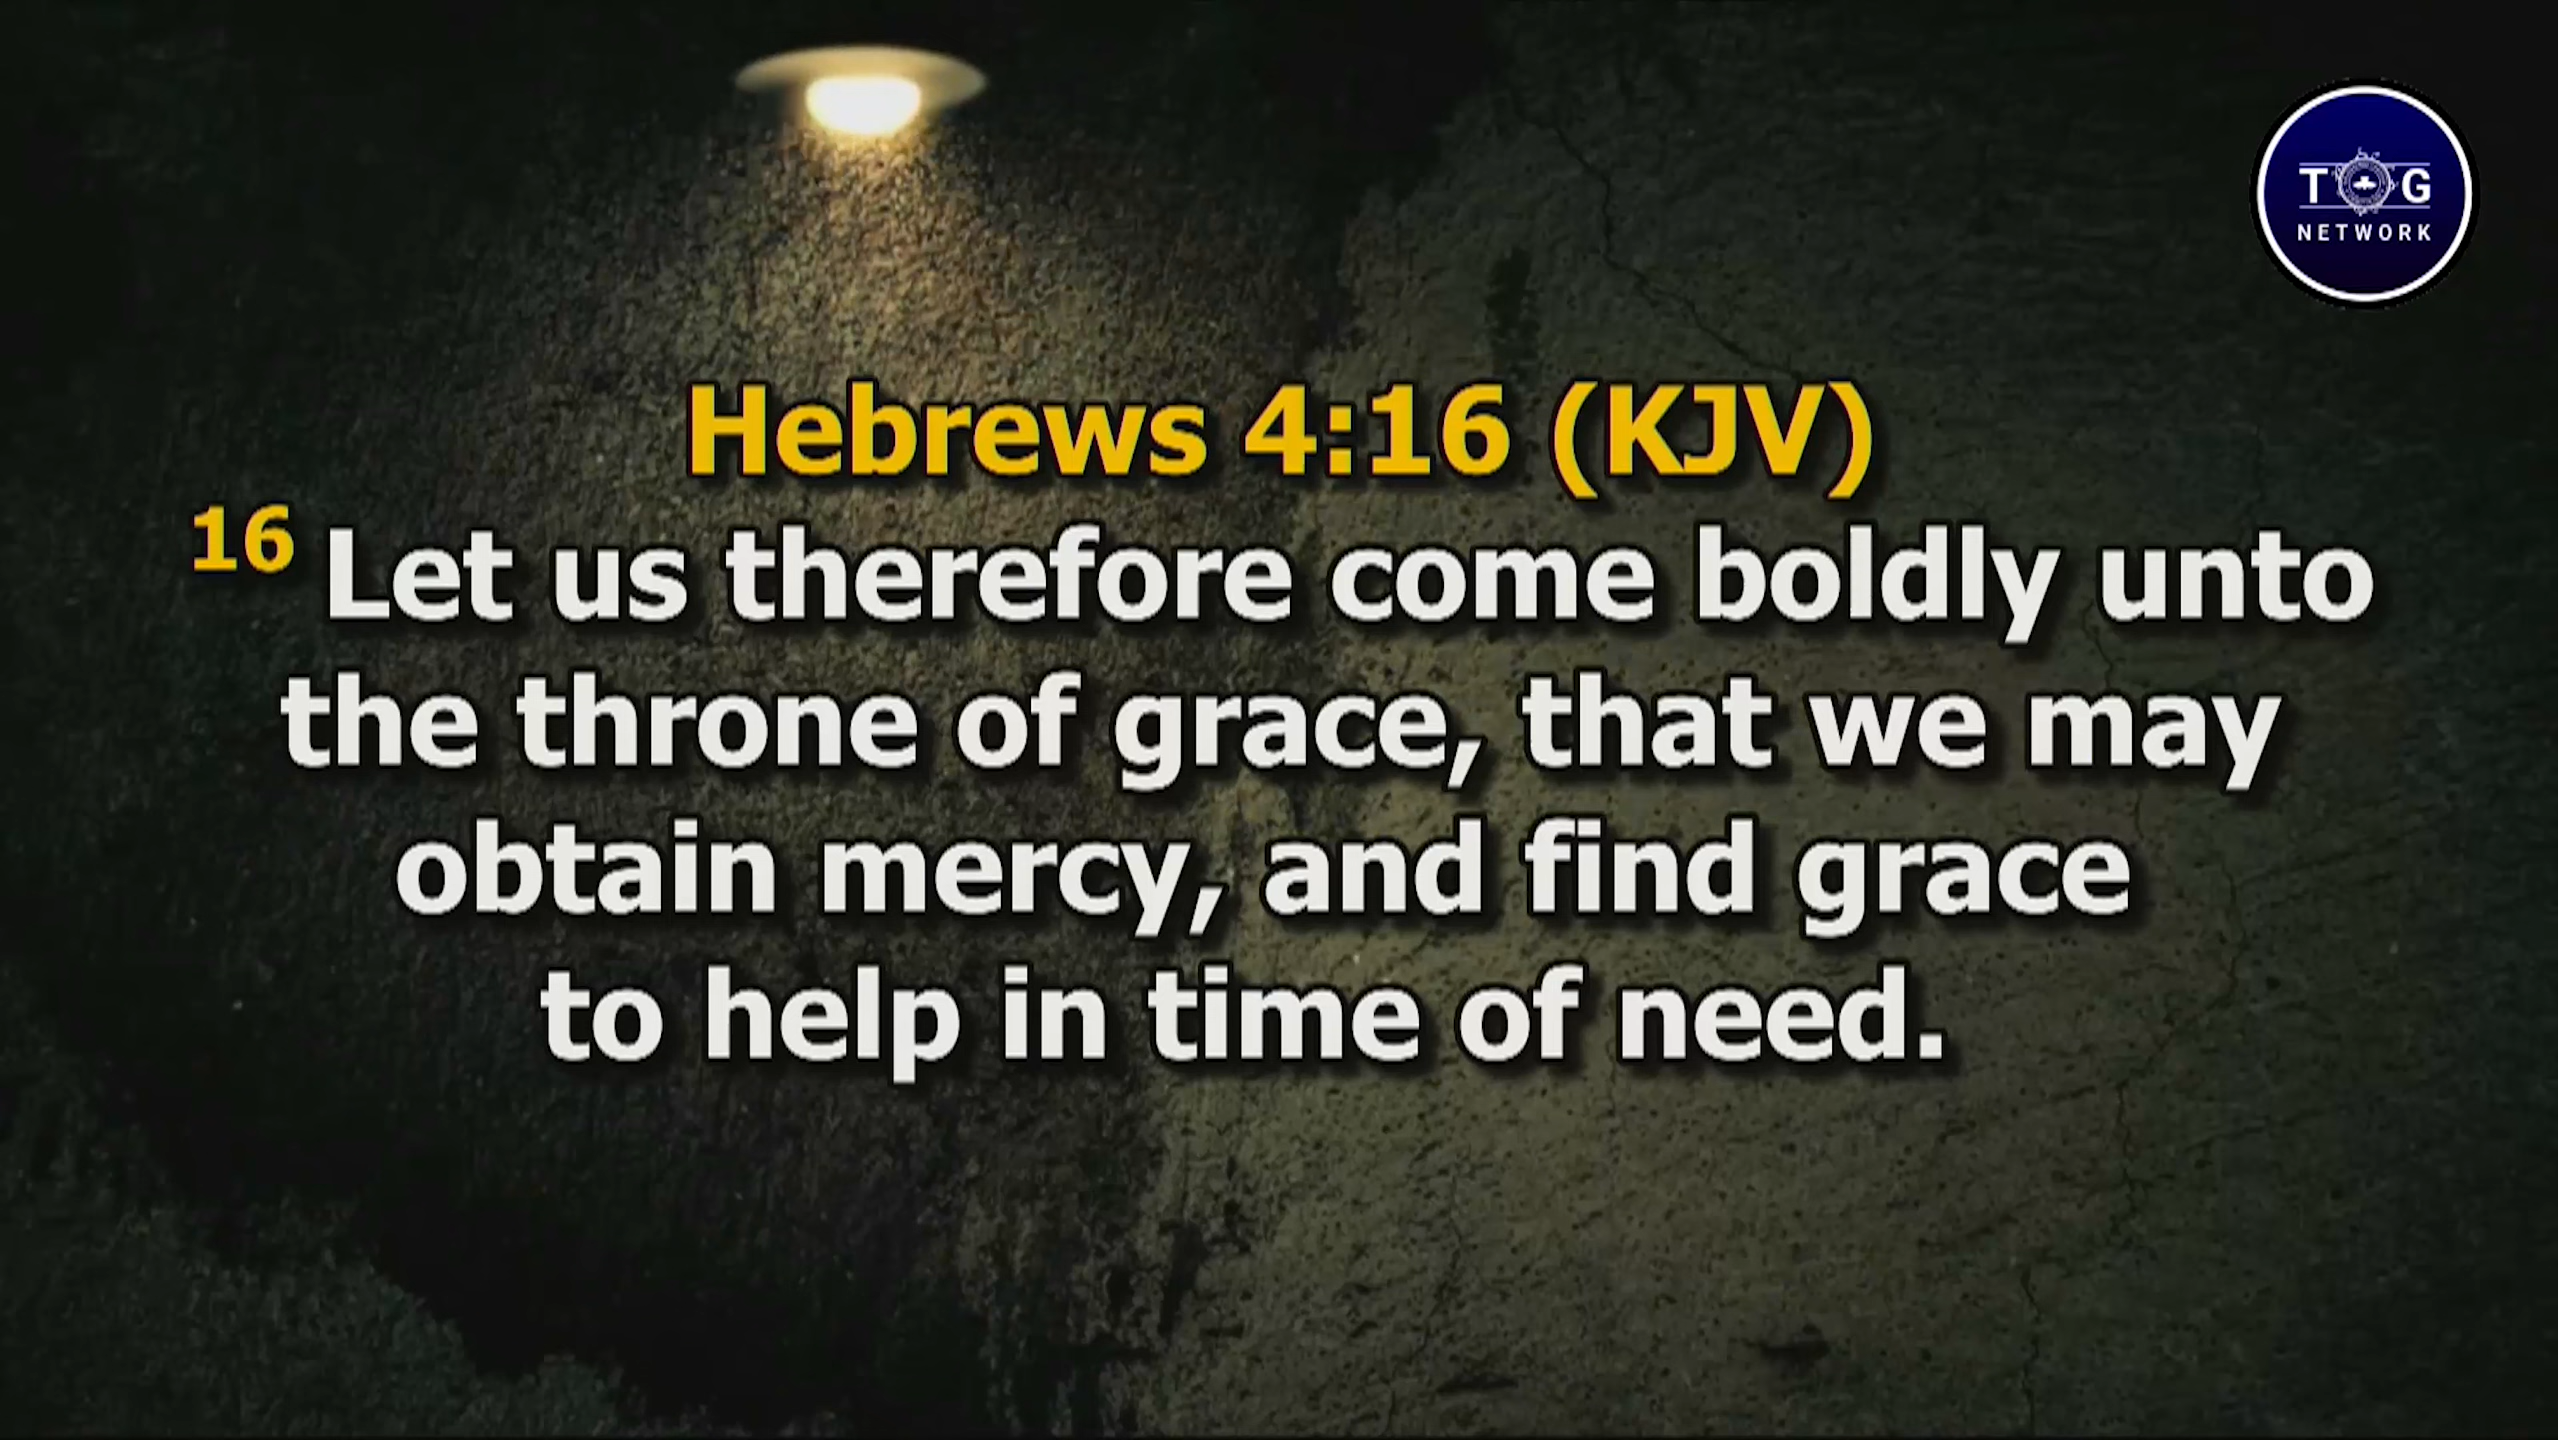 T G
NETWORK
Hebrews 4:16 (KJV)
16 Let us therefore come boldly unto
the throne of grace, that we may
obtain mercy, and find grace
to help in time of need.